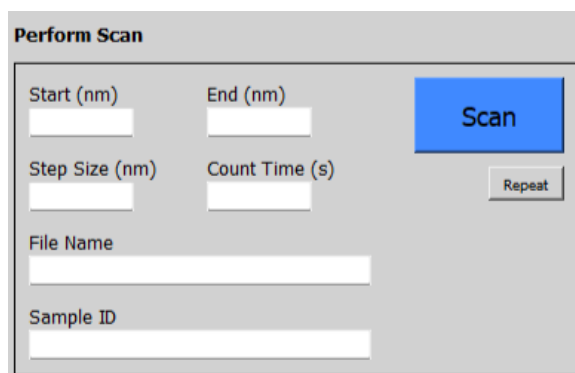 Perform Scan
Start (nm) End (nm)
Scan
Step Size (nm) Count Time (s)
Repeat
File Name
Sample ID